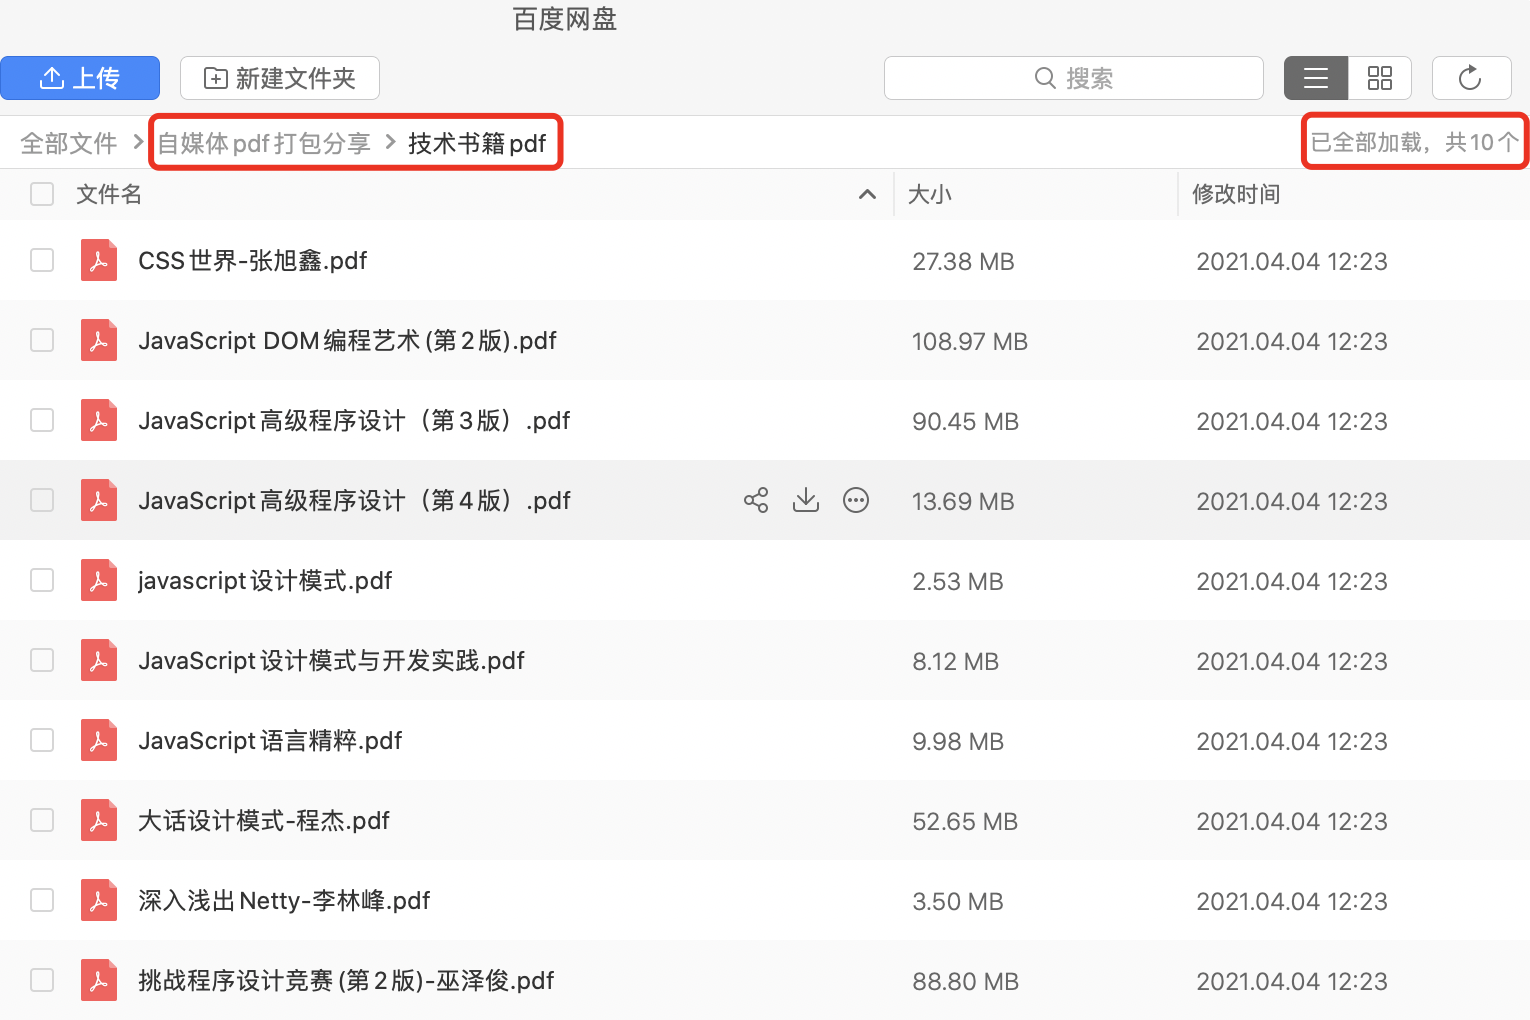 百度网盘
上传 新建文件夹 搜索
全部文件 > 自媒体pdf打包分享 > 技术书籍pdf 已全部加载，共10个
文件名 大小 修改时间
CSS世界-张旭鑫.pdf 27.38 MB 2021.04.04 12:23
JavaScript DOM编程艺术(第2版).pdf 108.97 MB 2021.04.04 12:23
JavaScript高级程序设计（第3版）.pdf 90.45 MB 2021.04.04 12:23
JavaScript高级程序设计（第4版）.pdf 13.69 MB 2021.04.04 12:23
javascript设计模式.pdf 2.53 MB 2021.04.04 12:23
JavaScript设计模式与开发实践.pdf 8.12 MB 2021.04.04 12:23
JavaScript语言精粹.pdf 9.98 MB 2021.04.04 12:23
大话设计模式-程杰.pdf 52.65 MB 2021.04.04 12:23
深入浅出Netty-李林峰.pdf 3.50 MB 2021.04.04 12:23
挑战程序设计竞赛(第2版)-巫泽俊.pdf 88.80 MB 2021.04.04 12:23